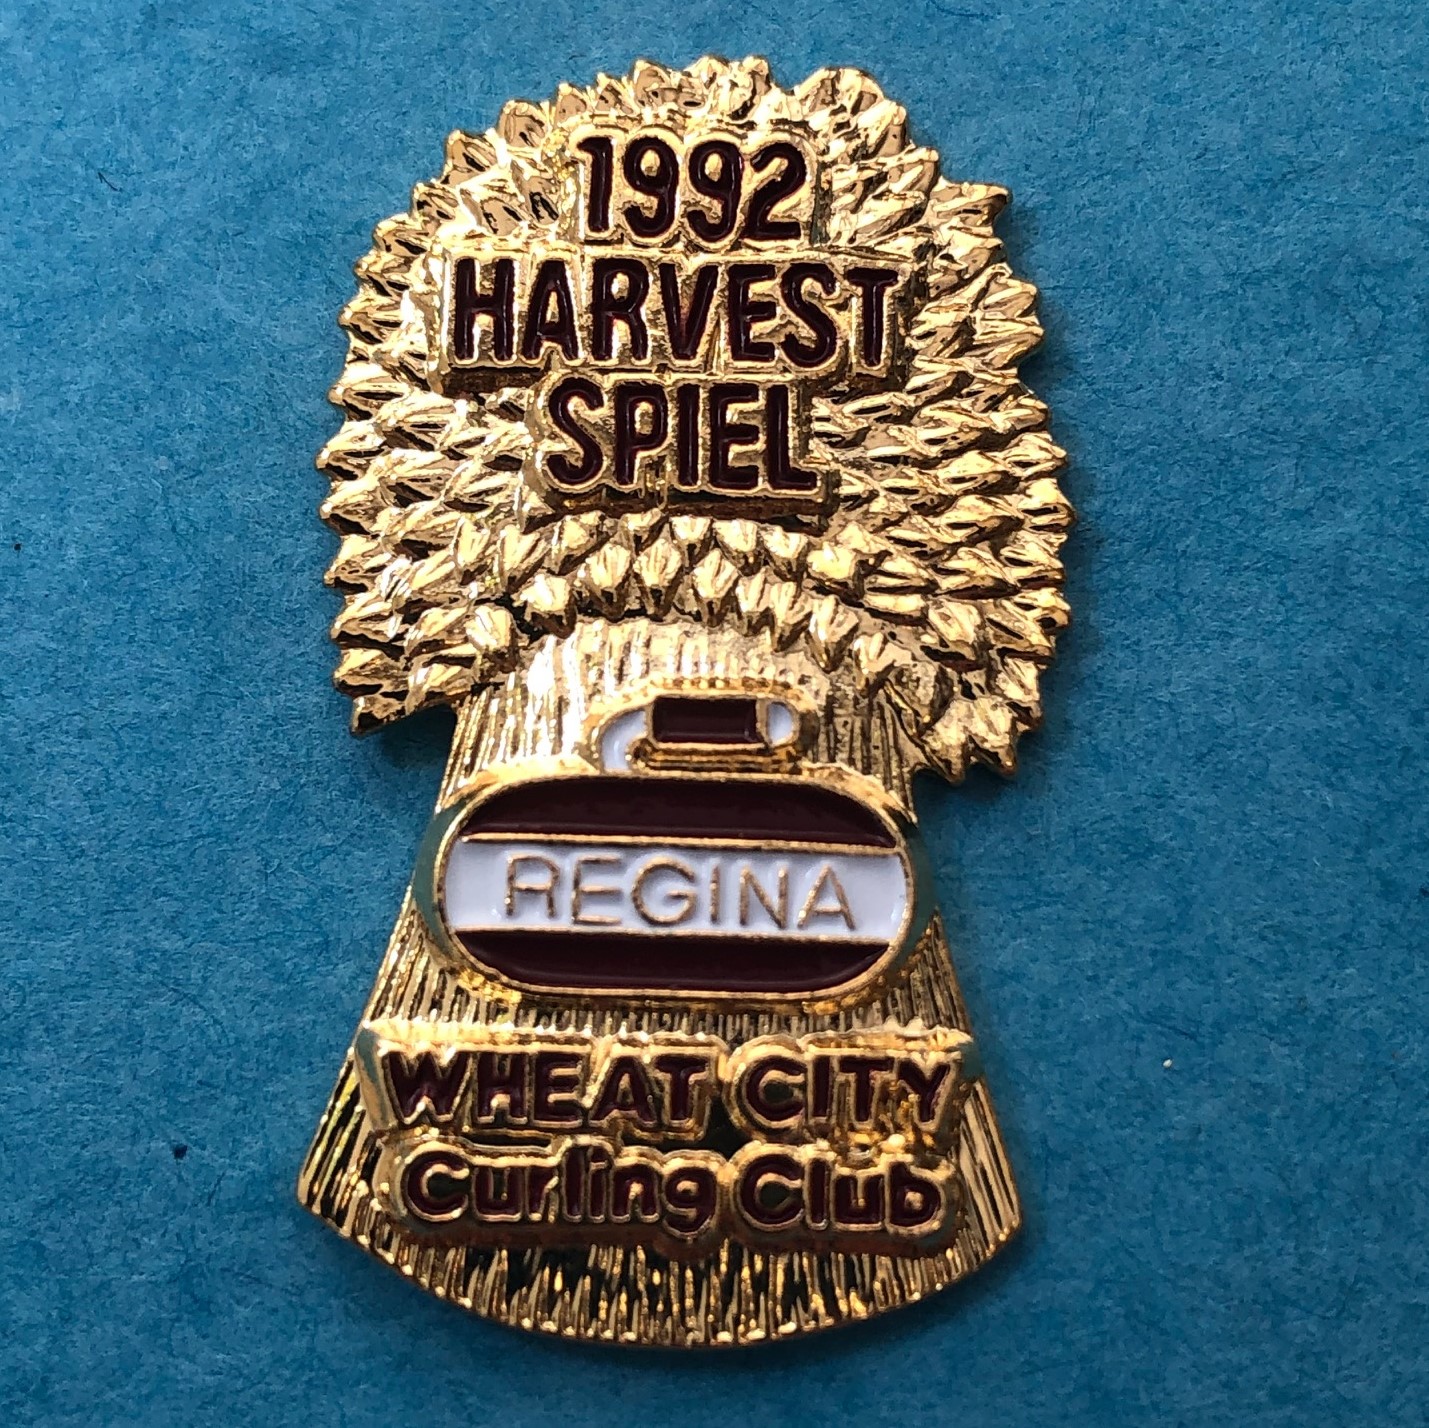 1992
HARVEST
SPIEL
REGINA
WHEAT CITY
Curling Club